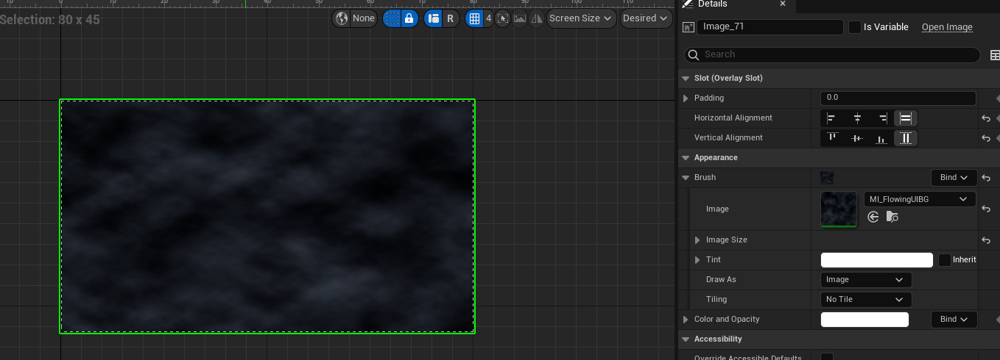 Details
Selection: 80 x 45
None
R
4
Screen Size
Desired
Image_71
Is Variable
Open Image
Search
Slot (Overlay Slot)
Padding
0.0
Horizontal Alignment
Vertical Alignment
Appearance
Brush
Bind
Image
MI_FlowingUIBG
Image Size
Tint
Inherit
Draw As
Image
Tiling
No Tile
Color and Opacity
Bind
Accessibility
Override Accessible Defaults